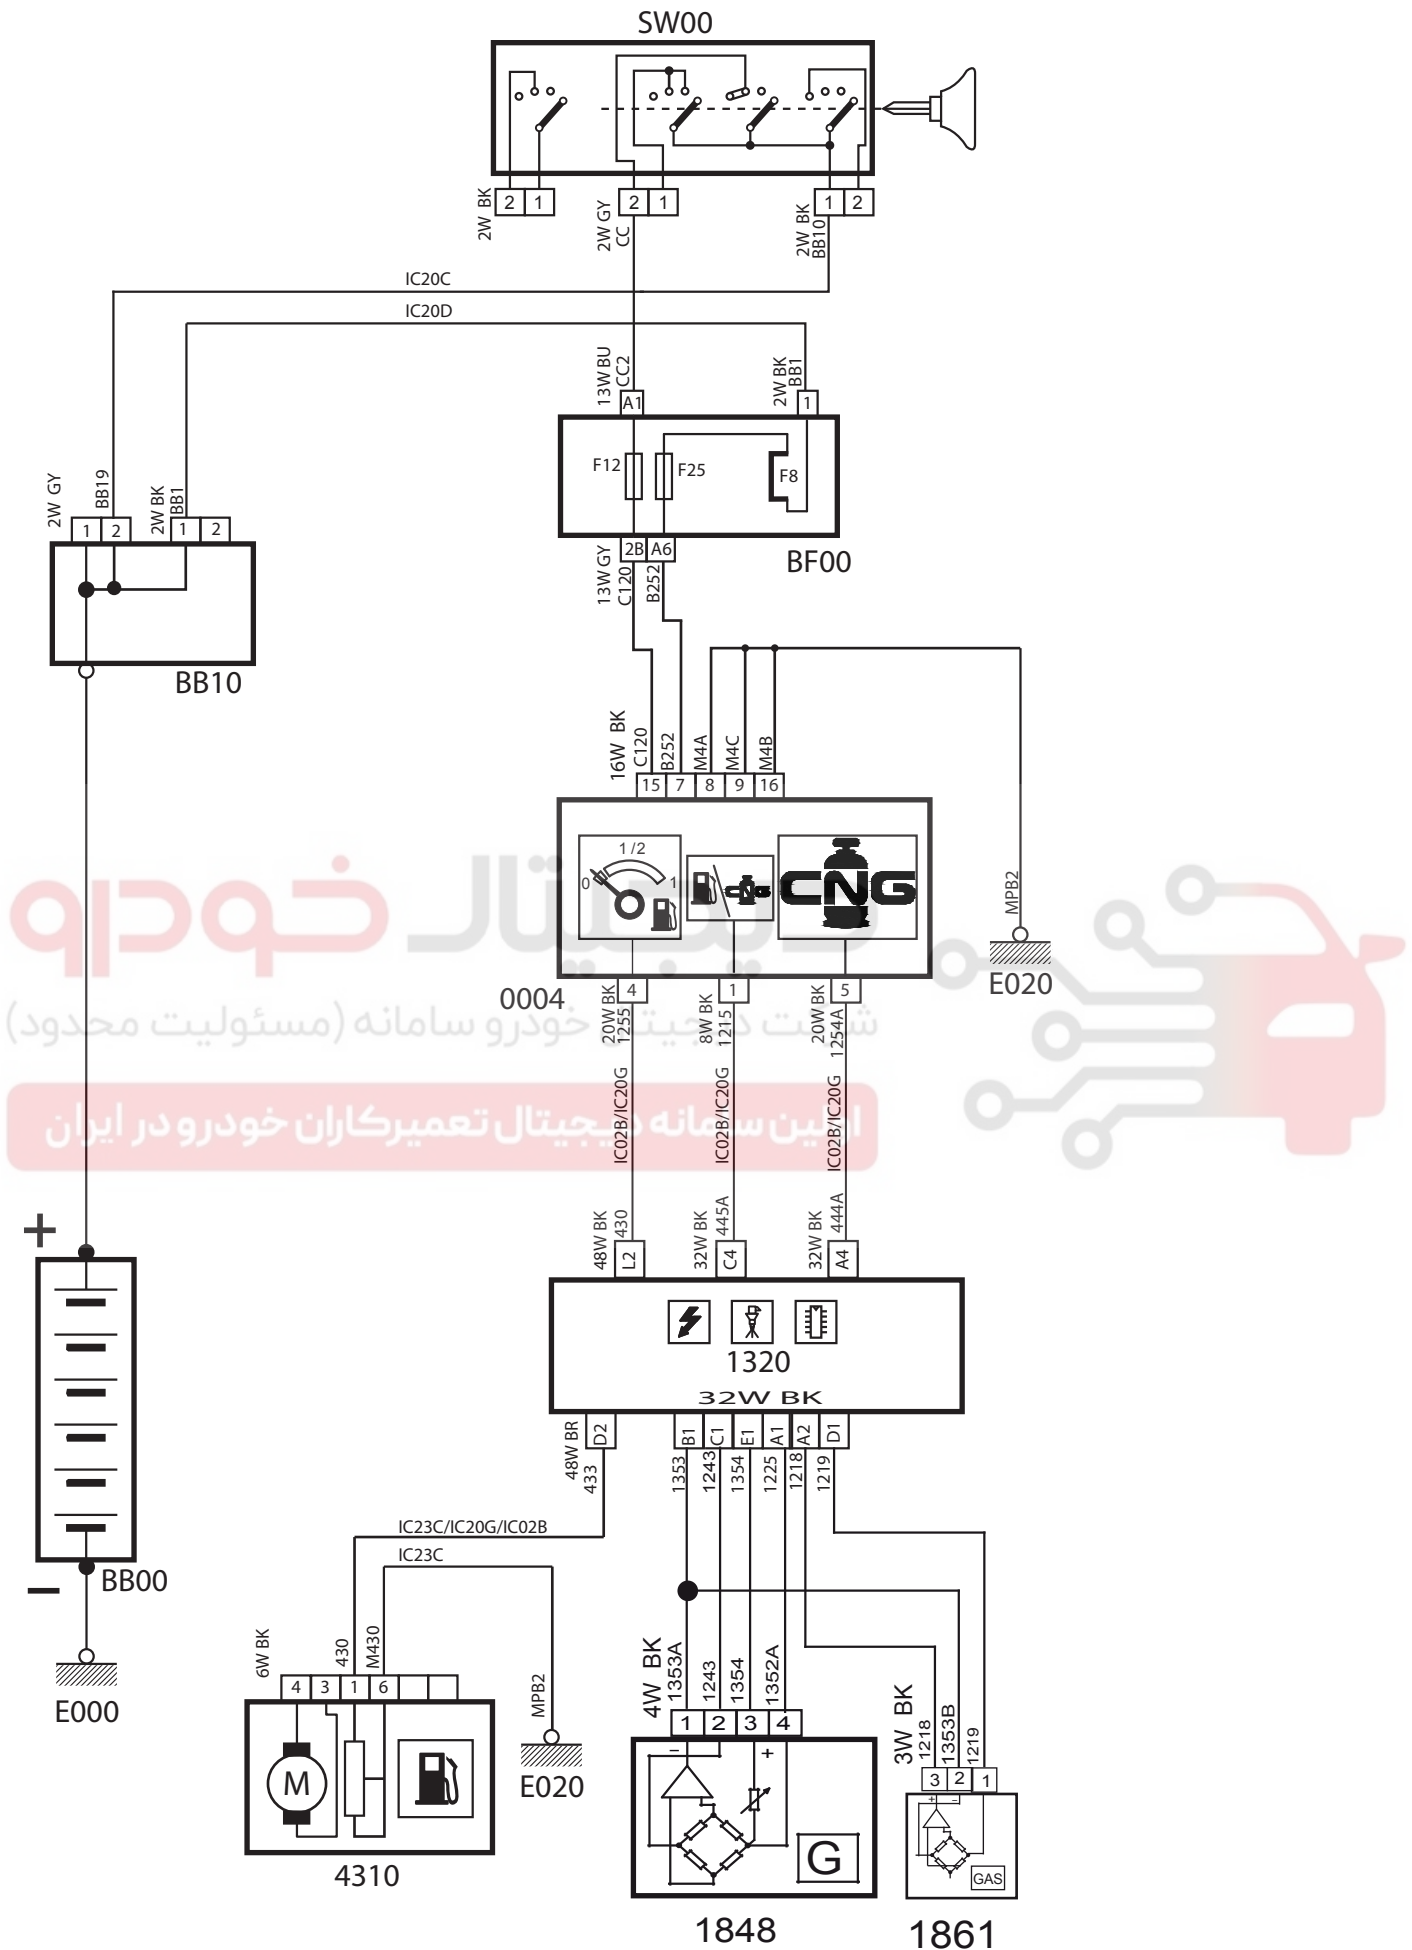 SW00
2W BK
2
1
2W GY
CC
2
1
2W BK
BB10
1
2
IC20C
IC20D
13W BU
CC2
A1
2W BK
BB1
1
F12
F25
F8
2W GY
BB19
1
2
2W BK
BB1
1
2
2B
A6
BF00
13W GY
C120
B252
BB10
16W BK
C120
B252
M4A
M4C
M4B
15
7
8
9
16
1/2
0
1
CNG
CNG
MPB2
E020
دیجیتال خودرو
شرکت دیجیتال خودرو سامانه (مسئولیت محدود)
اولین سامانه دیجیتال تعمیرکاران خودرو در ایران
0004
4
1
5
20W BK
1255
8W BK
1215
20W BK
1254A
IC02B/IC20G
IC02B/IC20G
IC02B/IC20G
48W BK
430
32W BK
445A
32W BK
444A
L2
C4
A4
+
1320
32W BK
48W BR
433
D2
B1
C1
E1
A1
A2
D1
1353
1243
1354
1225
1218
1219
IC23C/IC20G/IC02B
IC23C
BB00
−
E000
6W BK
430
M430
4
3
1
6
M
4310
MPB2
E020
4W BK
1353A
1243
1354
1352A
1
2
3
4
−
+
G
1848
3W BK
1218
1353B
1219
3
2
1
+
−
GAS
1861